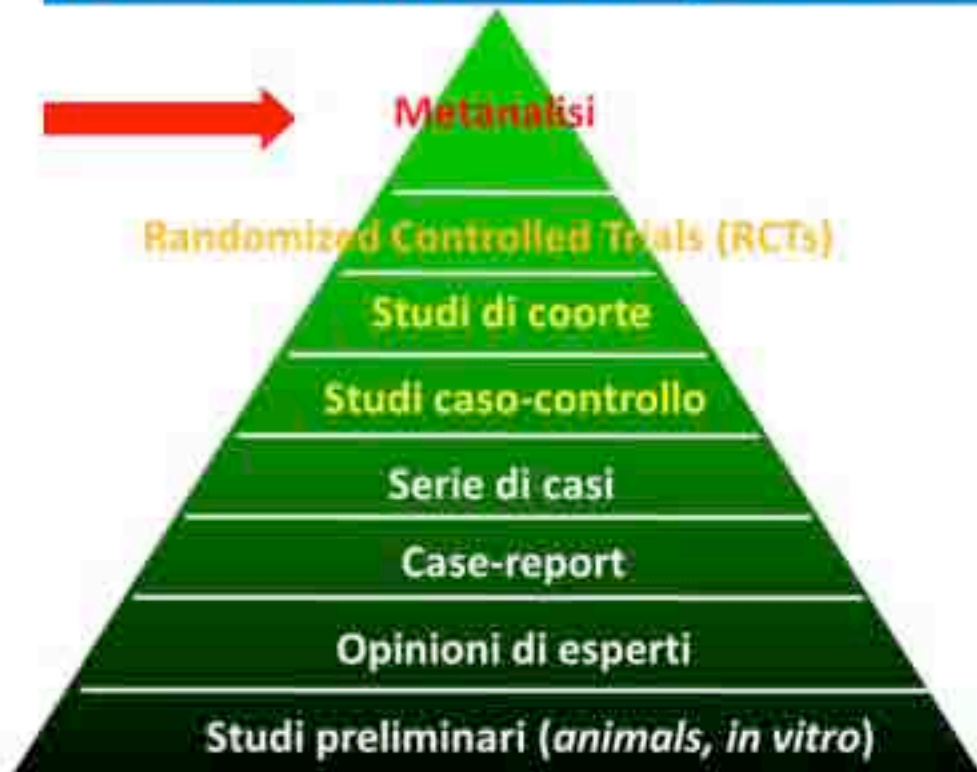 Metanalisi
Randomized Controlled Trials (RCTs)
Studi di coorte
Studi caso-controllo
Serie di casi
Case-report
Opinioni di esperti
Studi preliminari (animals, in vitro)